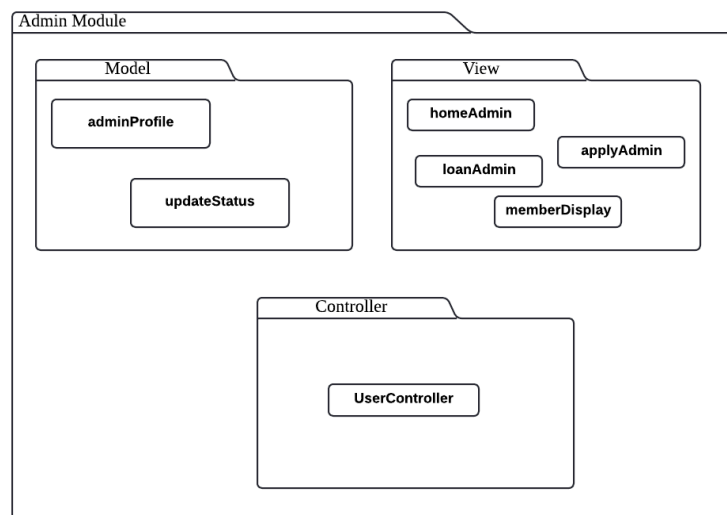 Admin Module
Model
View
adminProfile
updateStatus
homeAdmin
applyAdmin
loanAdmin
memberDisplay
Controller
UserController